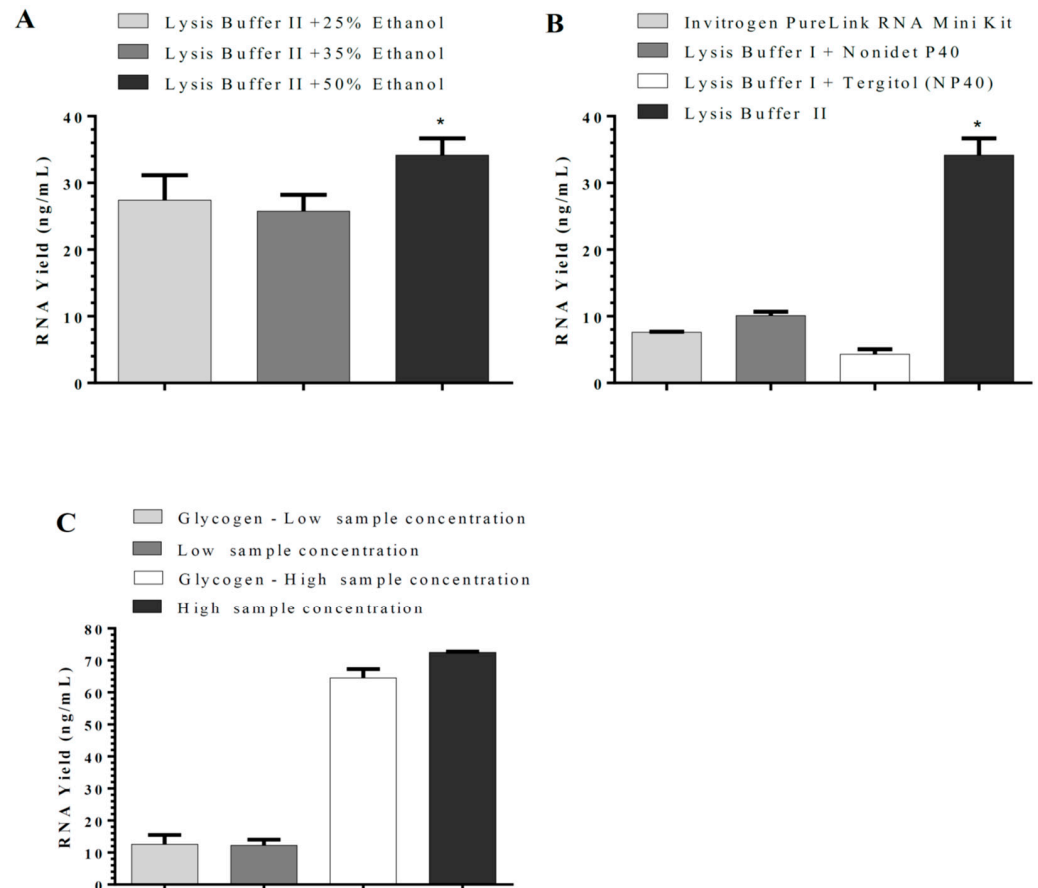 A
Lysis Buffer II +25% Ethanol
Lysis Buffer II +35% Ethanol
Lysis Buffer II +50% Ethanol
RNA Yield (ng/mL)
40
30
20
10
0
*
B
Invitrogen PureLink RNA Mini Kit
Lysis Buffer I + Nonidet P40
Lysis Buffer I + Tergitol (NP40)
Lysis Buffer II
RNA Yield (ng/mL)
40
30
20
10
0
*
C
Glycogen - Low sample concentration
Low sample concentration
Glycogen - High sample concentration
High sample concentration
RNA Yield (ng/mL)
80
70
60
50
40
30
20
10
0